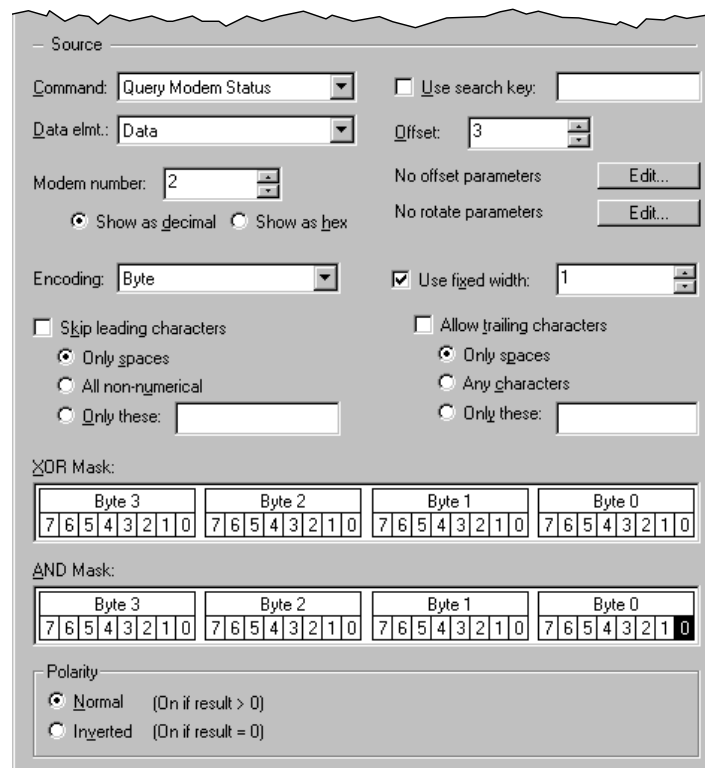 Source
Command: Query Modem Status
Use search key:
Data elmt.: Data
Offset: 3
Modem number: 2
No offset parameters Edit...
Show as decimal Show as hex
No rotate parameters Edit...
Encoding: Byte
Use fixed width: 1
Skip leading characters
Only spaces
All non-numerical
Only these:
Allow trailing characters
Only spaces
Any characters
Only these:
XOR Mask:
Byte 3 Byte 2 Byte 1 Byte 0
7 6 5 4 3 2 1 0 7 6 5 4 3 2 1 0 7 6 5 4 3 2 1 0 7 6 5 4 3 2 1 0
AND Mask:
Byte 3 Byte 2 Byte 1 Byte 0
7 6 5 4 3 2 1 0 7 6 5 4 3 2 1 0 7 6 5 4 3 2 1 0 7 6 5 4 3 2 1 0
Polarity
Normal (On if result > 0)
Inverted (On if result = 0)